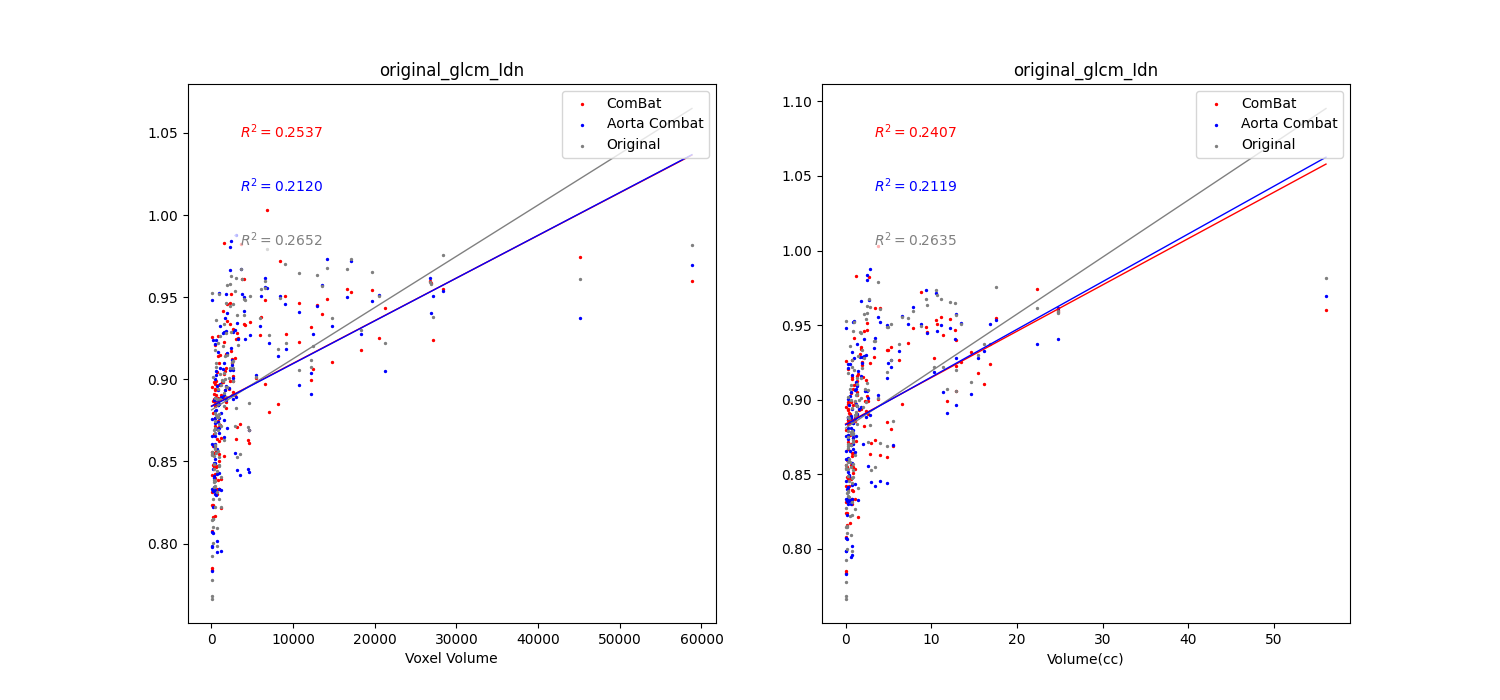 original_glcm_Idn
ComBat
Aorta Combat
Original
R² = 0.2537
R² = 0.2120
R² = 0.2652
1.05
1.00
0.95
0.90
0.85
0.80
0
10000
20000
30000
40000
50000
60000
Voxel Volume
original_glcm_Idn
ComBat
Aorta Combat
Original
R² = 0.2407
R² = 0.2119
R² = 0.2635
1.10
1.05
1.00
0.95
0.90
0.85
0.80
0
10
20
30
40
50
Volume(cc)